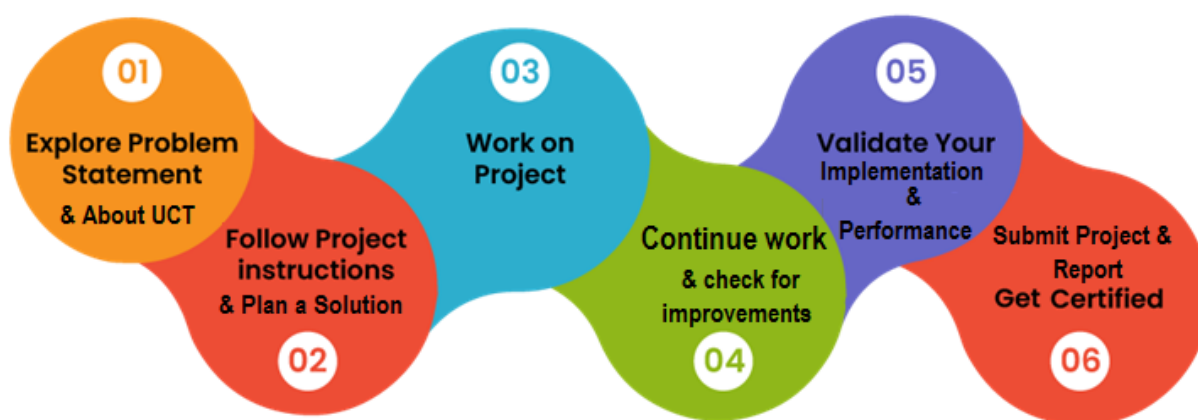 01
Explore Problem
Statement
& About UCT
Follow Project
instructions
& Plan a Solution
02
03
Work on
Project
Continue work
& check for
improvements
04
05
Validate Your
Implementation
&
Performance
Submit Project &
Report
Get Certified
06